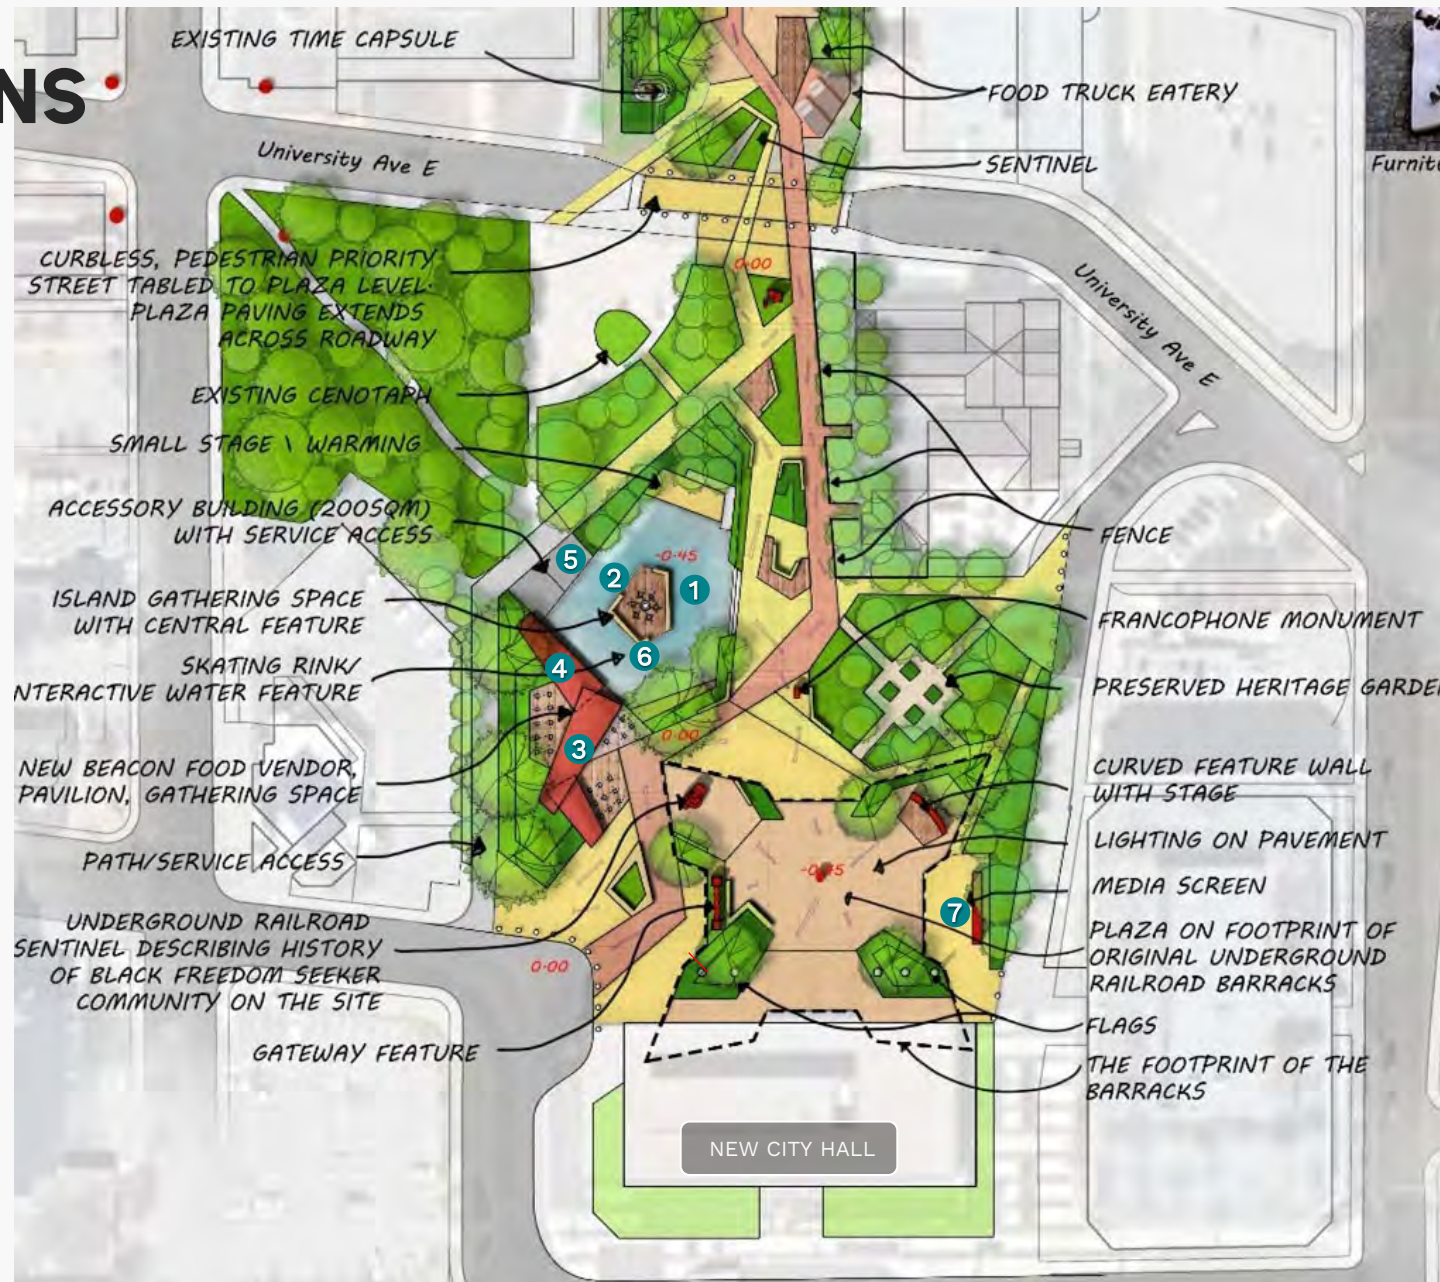 NS
EXISTING TIME CAPSULE
FOOD TRUCK EATERY
University Ave E
SENTINEL
Furnitu
CURBLESS, PEDESTRIAN PRIORITY
STREET TABLED TO PLAZA LEVEL.
PLAZA PAVING EXTENDS
ACROSS ROADWAY
0.00
University Ave E
EXISTING CENOTAPH
SMALL STAGE \ WARMING
ACCESSORY BUILDING (200SQM)
WITH SERVICE ACCESS
FENCE
-0.45
5
2
1
ISLAND GATHERING SPACE
WITH CENTRAL FEATURE
FRANCOPHONE MONUMENT
SKATING RINK/
NTERACTIVE WATER FEATURE
6
4
PRESERVED HERITAGE GARDE
0.00
3
NEW BEACON FOOD VENDOR,
PAVILION, GATHERING SPACE
CURVED FEATURE WALL
WITH STAGE
LIGHTING ON PAVEMENT
PATH/SERVICE ACCESS
-0.45
MEDIA SCREEN
7
UNDERGROUND RAILROAD
SENTINEL DESCRIBING HISTORY
OF BLACK FREEDOM SEEKER
COMMUNITY ON THE SITE
0.00
PLAZA ON FOOTPRINT OF
ORIGINAL UNDERGROUND
RAILROAD BARRACKS
FLAGS
GATEWAY FEATURE
THE FOOTPRINT OF THE
BARRACKS
NEW CITY HALL